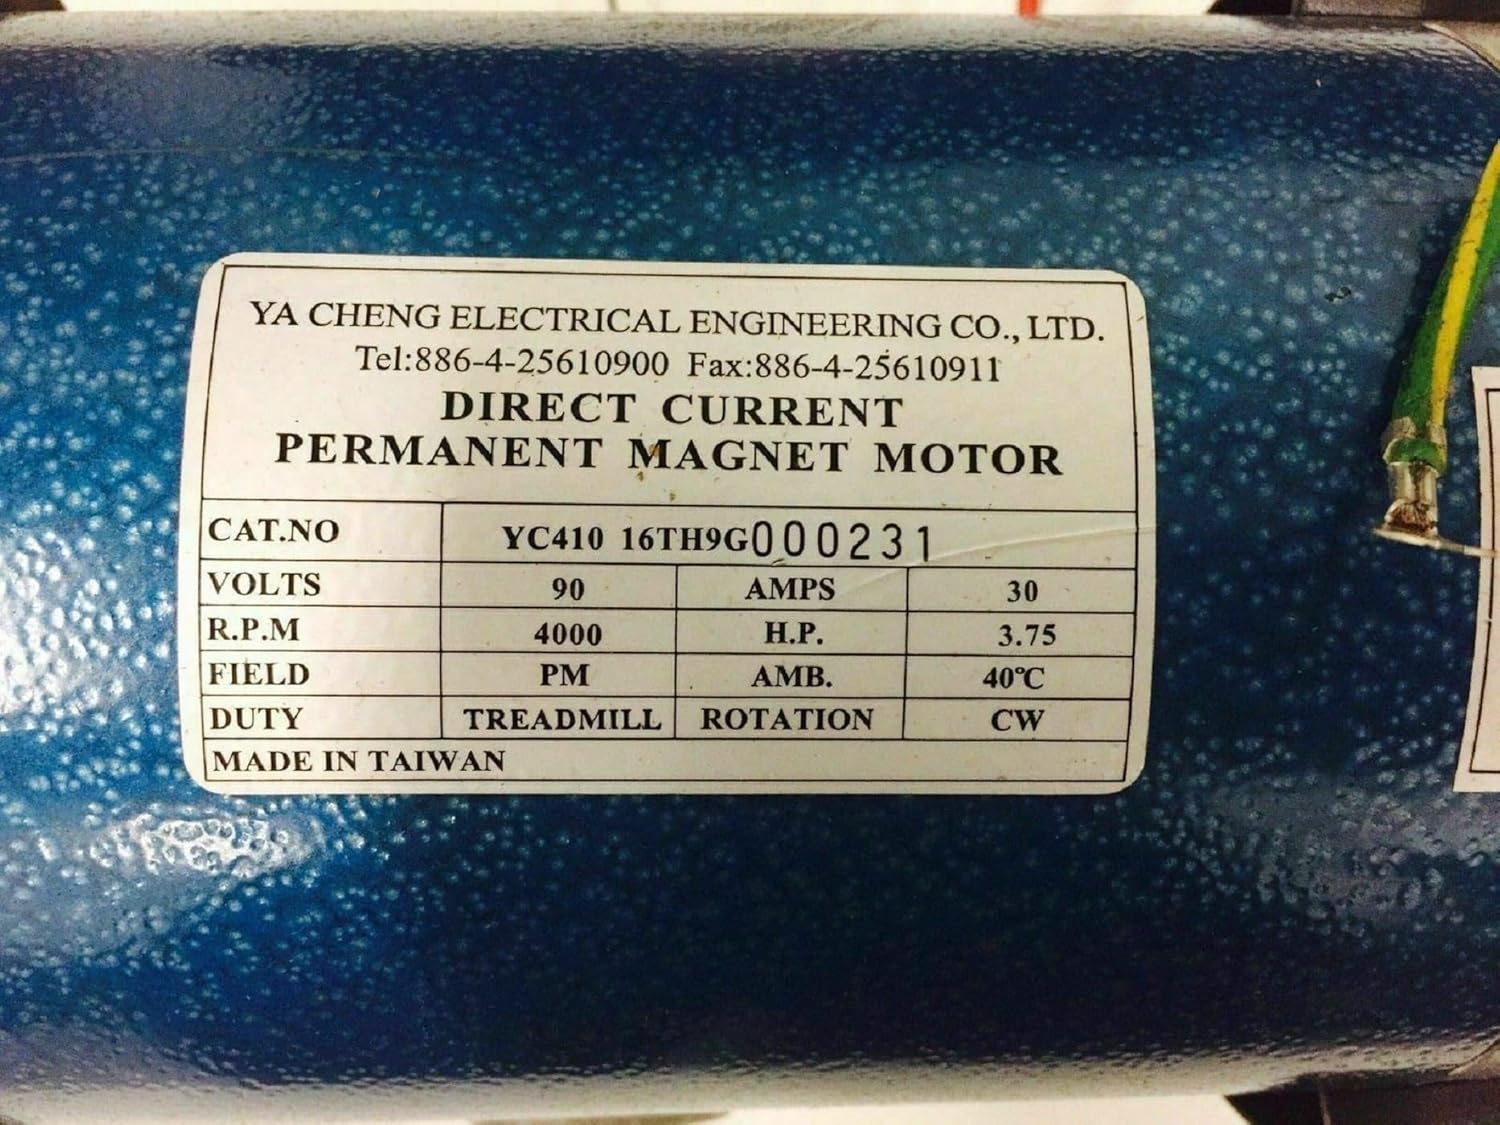 YA CHENG ELECTRICAL ENGINEERING CO., LTD.
Tel:886-4-25610900 Fax:886-4-25610911
DIRECT CURRENT
PERMANENT MAGNET MOTOR
CAT.NO YC410 16TH9G000231
VOLTS 90 AMPS 30
R.P.M 4000 H.P. 3.75
FIELD PM AMB. 40°C
DUTY TREADMILL ROTATION CW
MADE IN TAIWAN